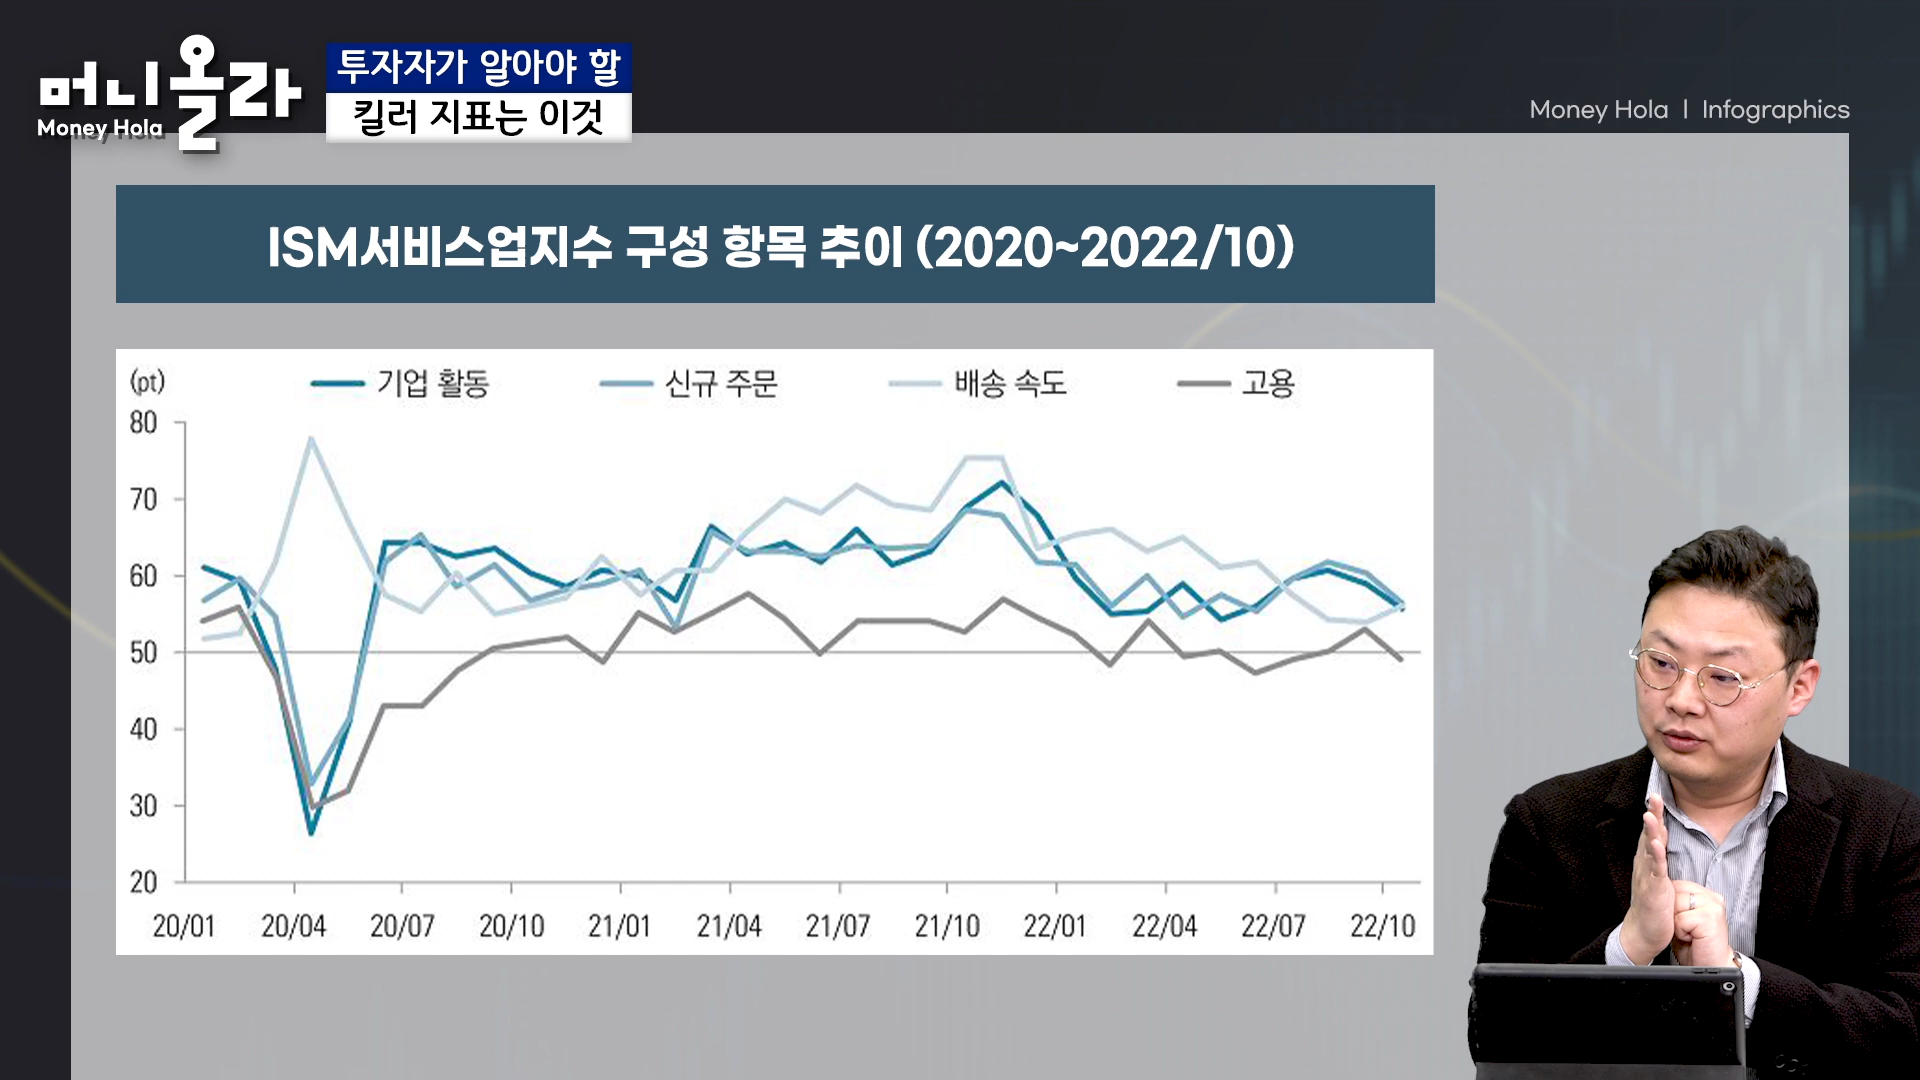 머니올라
Money Hola
투자자가 알아야 할
킬러 지표는 이것
Money Hola | Infographics
ISM서비스업지수 구성 항목 추이 (2020~2022/10)
(pt)
기업 활동
신규 주문
배송 속도
고용
80
70
60
50
40
30
20
20/01
20/04
20/07
20/10
21/01
21/04
21/07
21/10
22/01
22/04
22/07
22/10